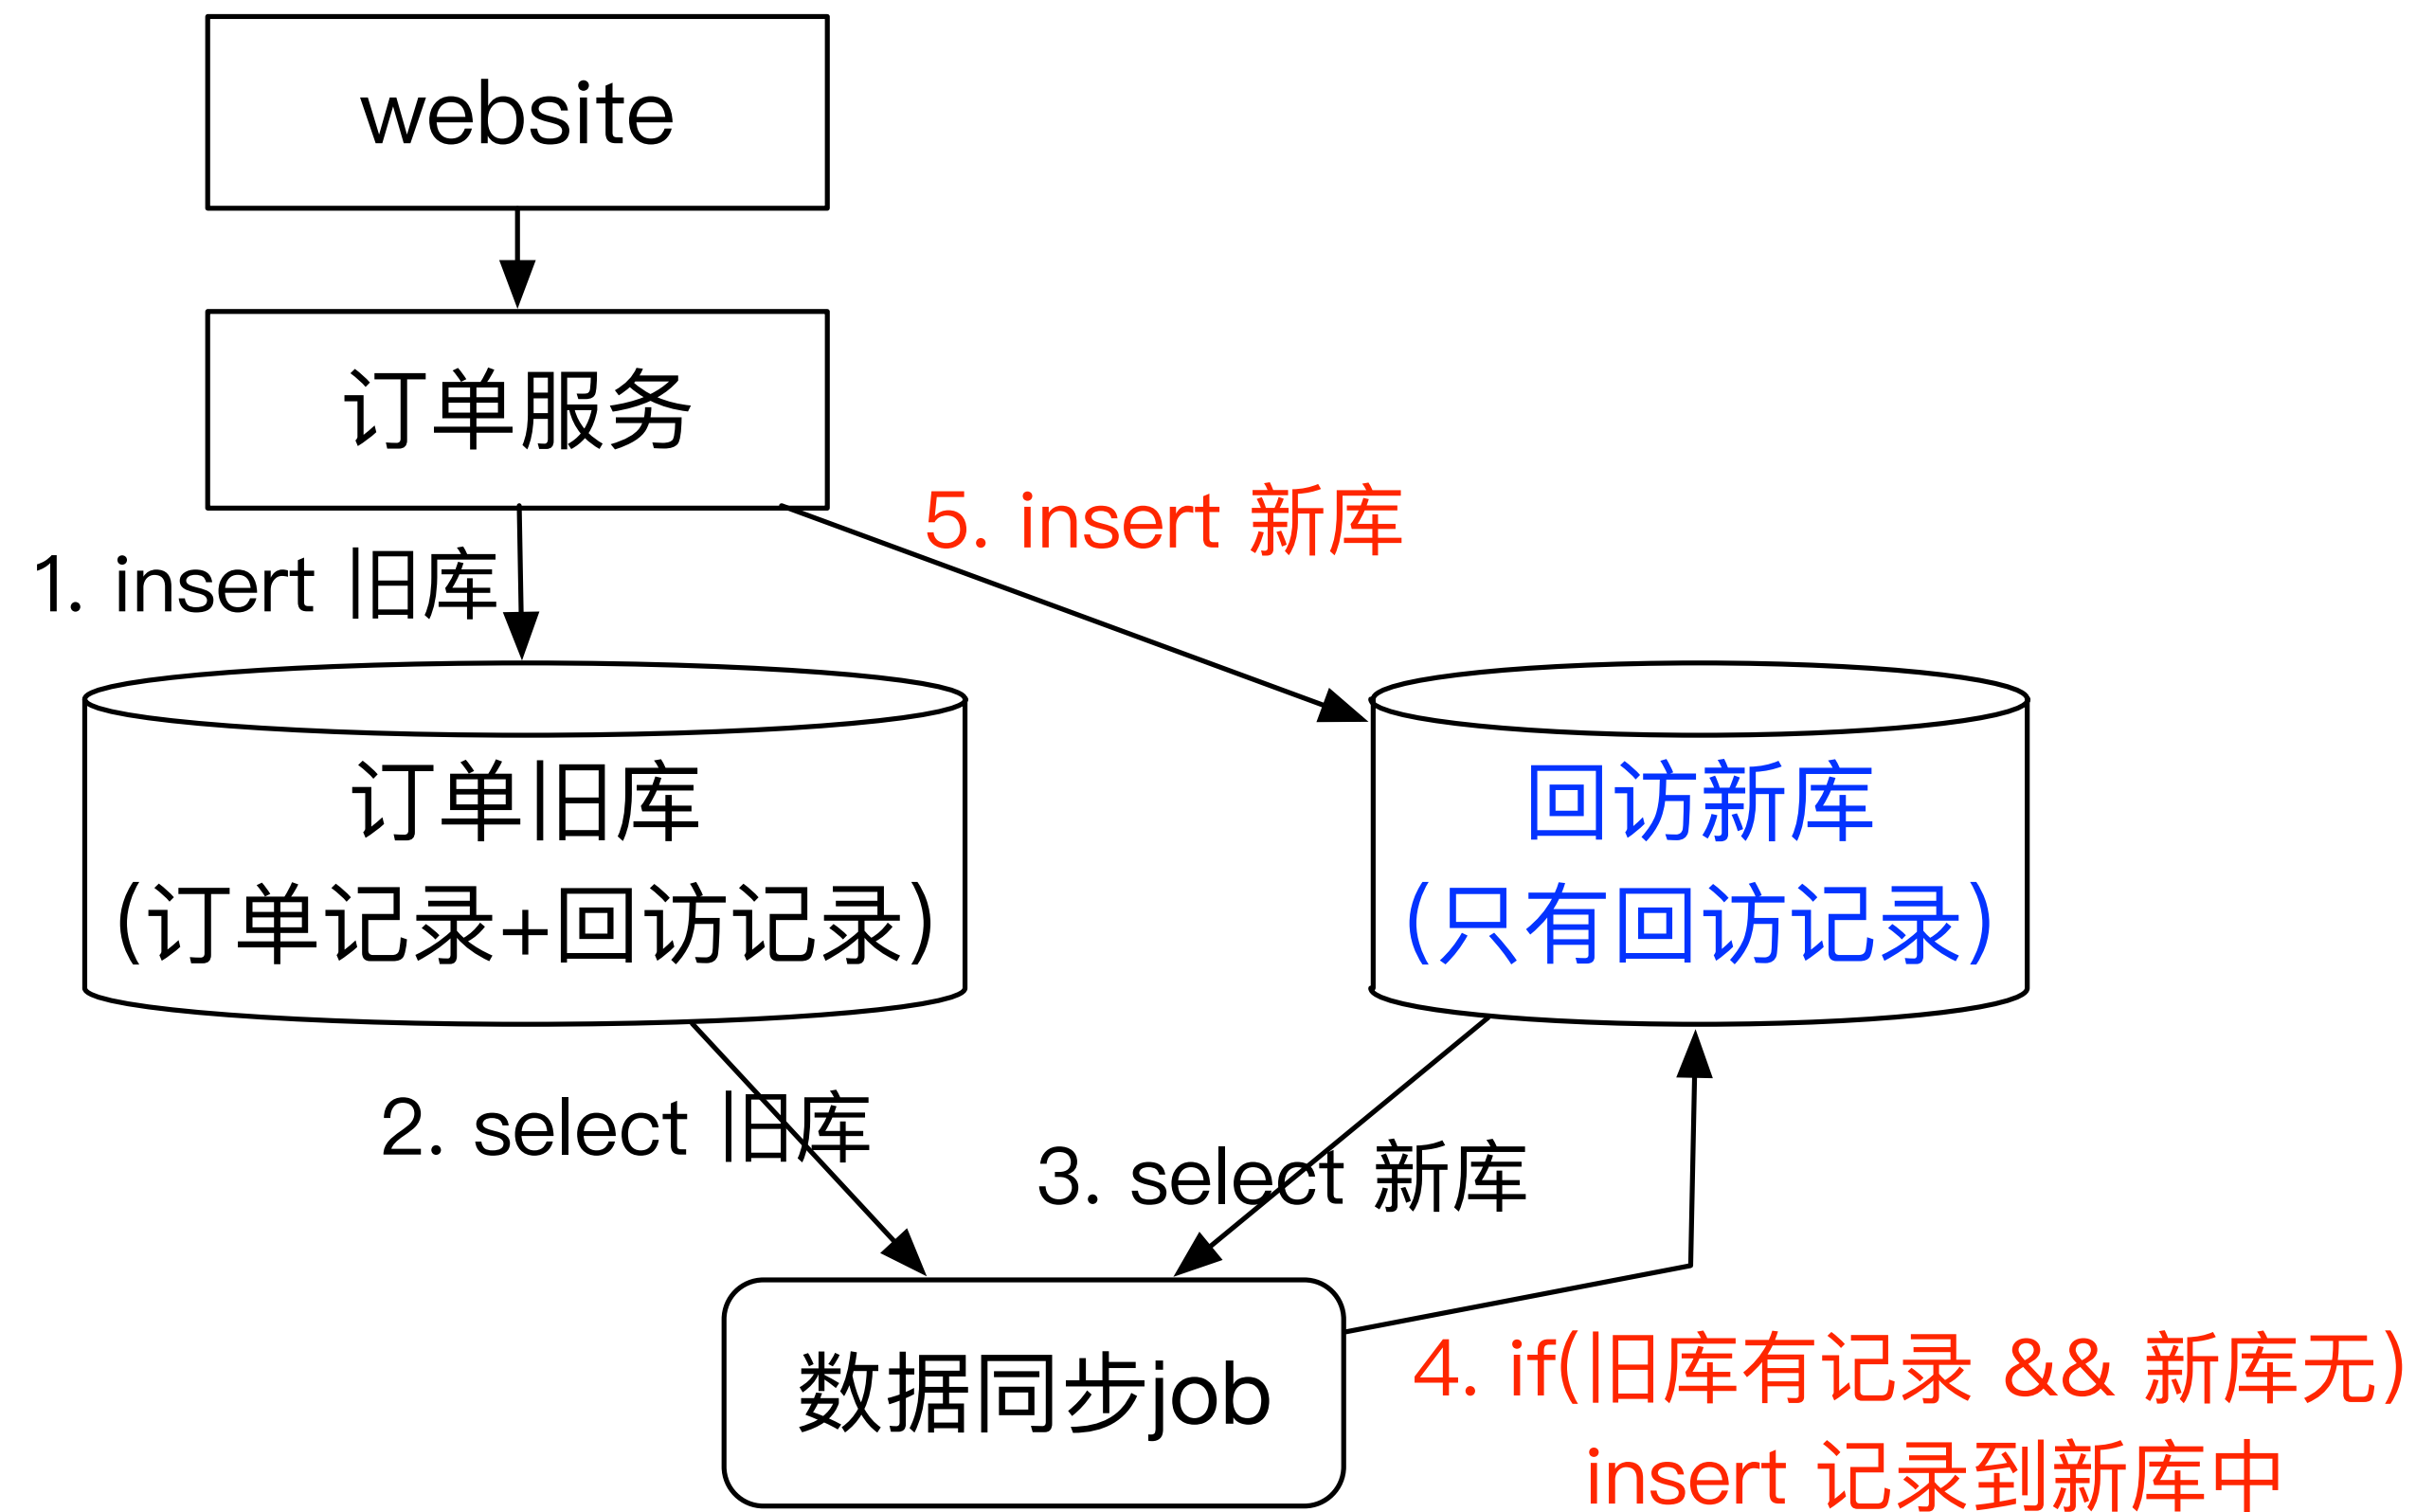 website
订单服务
5. insert 新库
1. insert 旧库
订单旧库
(订单记录+回访记录)
回访新库
(只有回访记录)
2. select 旧库
3. select 新库
数据同步job
4. if(旧库有记录 && 新库无)
insert 记录到新库中